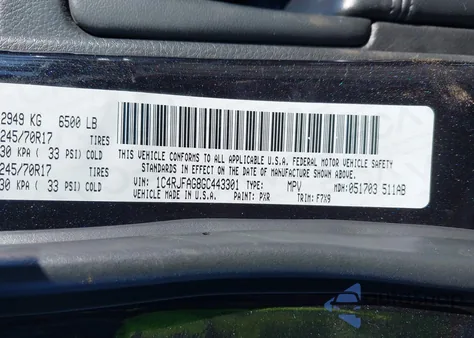 2949 KG 6500 LB
245/70R17 TIRES
30 KPA ( 33 PSI) COLD
245/70R17 TIRES
30 KPA ( 33 PSI) COLD
THIS VEHICLE CONFORMS TO ALL APPLICABLE U.S.A. FEDERAL MOTOR VEHICLE SAFETY
STANDARDS IN EFFECT ON THE DATE OF MANUFACTURE SHOWN ABOVE.
VIN: 1C4RJFAG8GC443301 TYPE: MPV MDH: 051703 511AB
VEHICLE MADE IN U.S.A. PAINT: PXR TRIM: F7X9